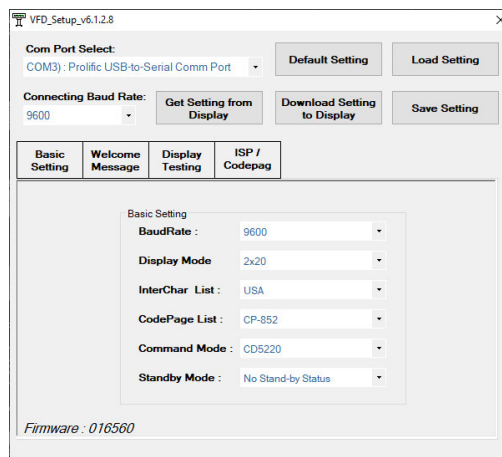 VFD_Setup_v6.1.2.8
Com Port Select:
COM3) : Prolific USB-to-Serial Comm Port
Default Setting
Load Setting
Connecting Baud Rate:
9600
Get Setting from
Display
Download Setting
to Display
Save Setting
Basic
Setting
Welcome
Message
Display
Testing
ISP /
Codepag
Basic Setting
BaudRate : 9600
Display Mode 2x20
InterChar List : USA
CodePage List : CP-852
Command Mode : CD5220
Standby Mode : No Stand-by Status
Firmware : 016560